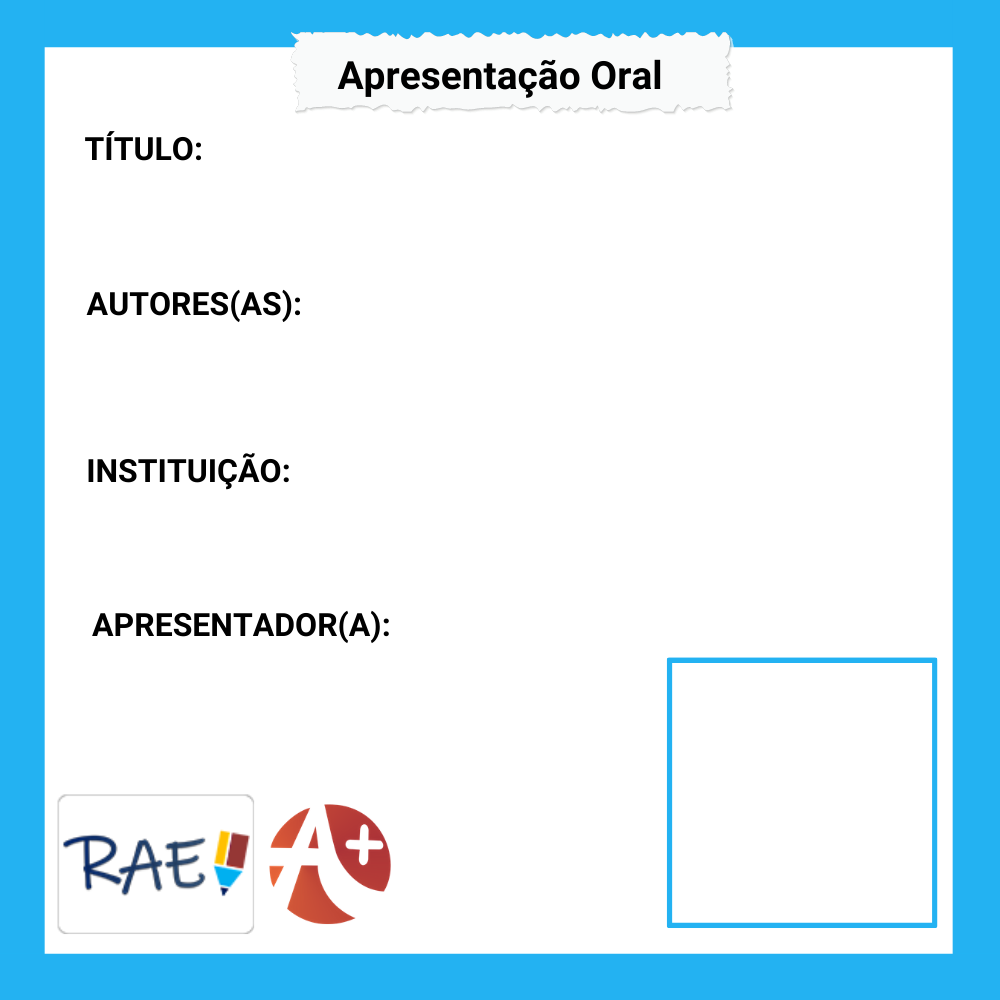 Apresentação Oral
TÍTULO:
AUTORES(AS):
INSTITUIÇÃO:
APRESENTADOR(A):
RAE
A+